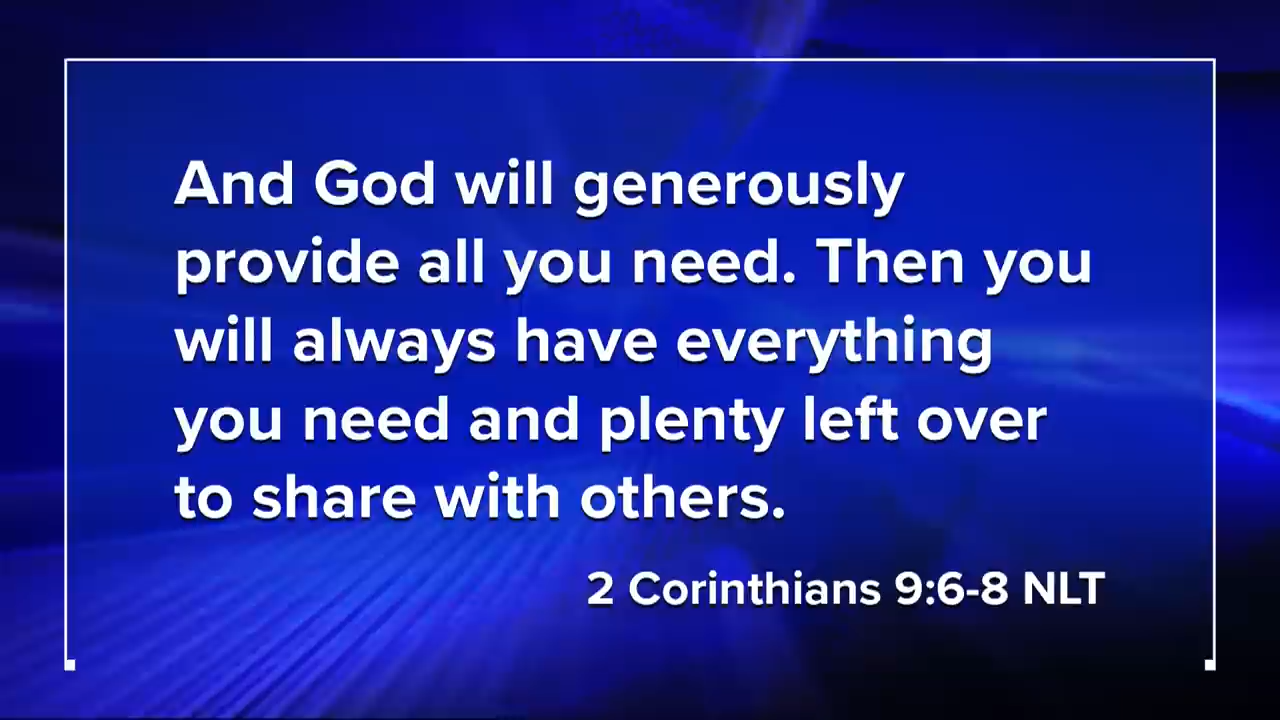 And God will generously
provide all you need. Then you
will always have everything
you need and plenty left over
to share with others.
2 Corinthians 9:6-8 NLT